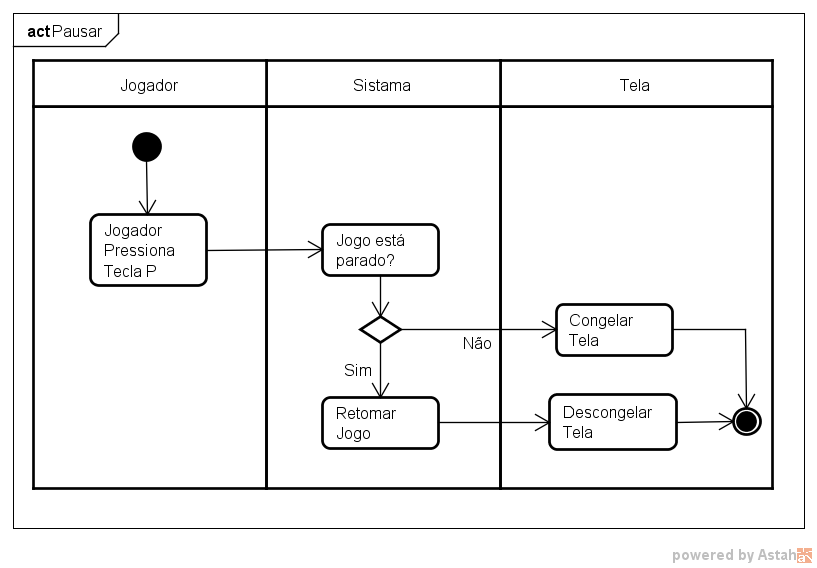 act Pausar
Jogador
Sistama
Tela
Jogador
Pressiona
Tecla P
Jogo está
parado?
Não
Congelar
Tela
Sim
Retomar
Jogo
Descongelar
Tela
powered by Astah